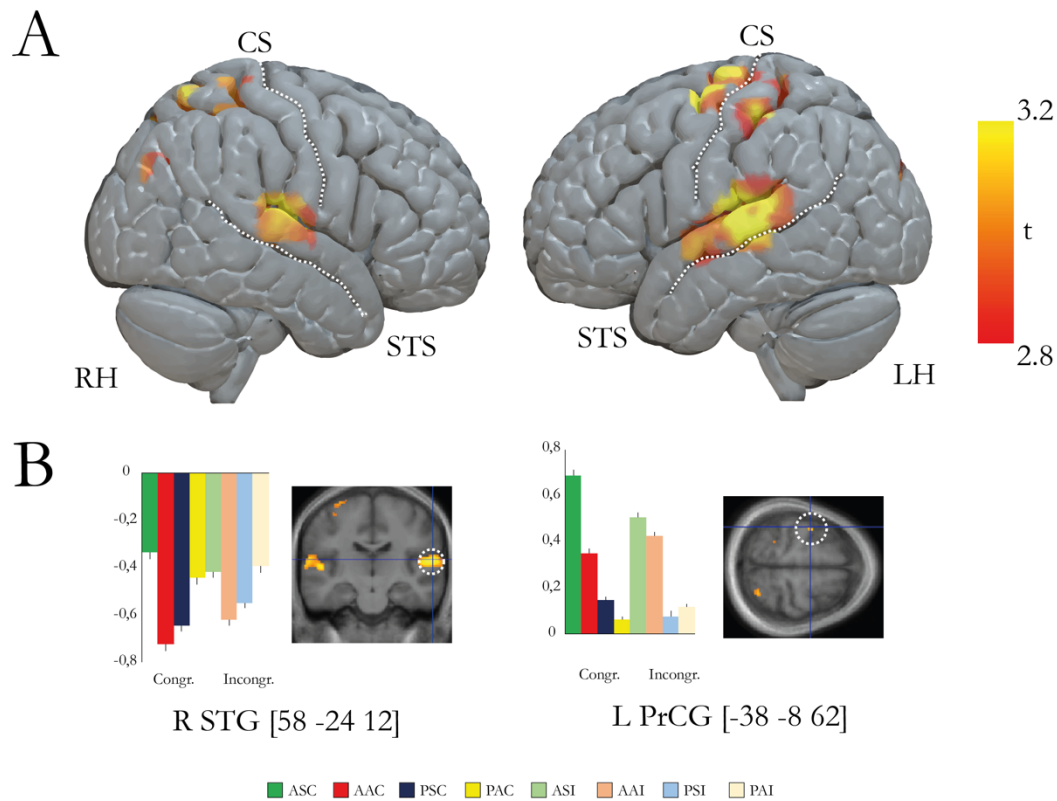 A
CS
CS
3.2
t
2.8
STS
STS
RH
LH
B
0
-0,2
-0,4
-0,6
-0,8
Congr.
Incongr.
R STG [58 -24 12]
0,8
0,6
0,4
0,2
0
Congr.
Incongr.
L PrCG [-38 -8 62]
ASC AAC PSC PAC ASI AAI PSI PAI